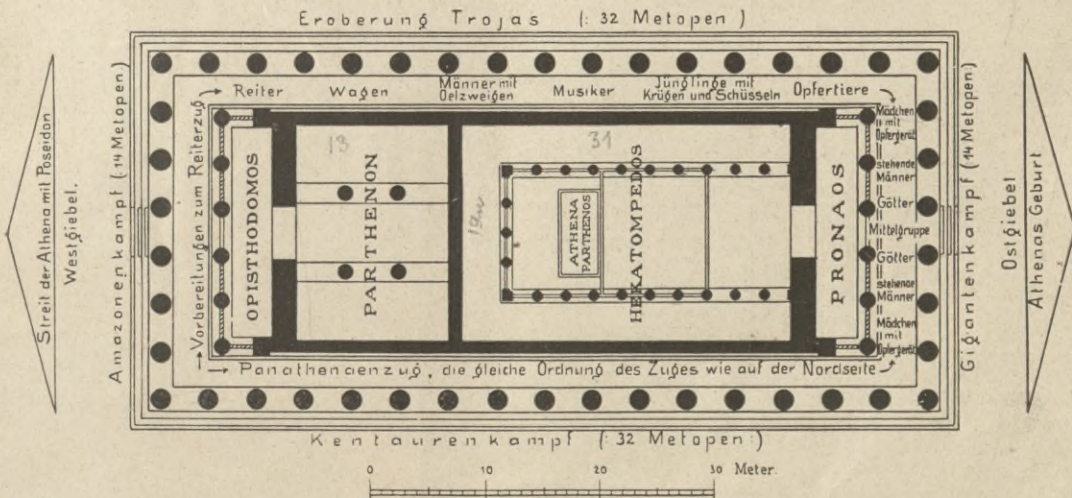 Eroberung Trojas (: 32 Metopen )
Reiter
Wagen
Männer mit
Oelzweigen
Musiker
Jünglinge mit
Krügen und Schüsseln
Opfertiere
Streit der Athena mit Poseidon
Westgiebel.
Amazonenkampf (:14 Metopen)
Vorbereitungen zum Reiterzug
OPISTHODOMOS
13
PARTHENON
19m
31
ATHENA
PARTHENOS
HEKATOMPEDOS
PRONAOS
Mädchen
mit
Opfergerät
stehende
Männer
Götter
Mittelgruppe
Götter
stehende
Männer
Mädchen
mit
Opfergerät
Gigantenkampf (14 Metopen)
Ostgiebel
Athenas Geburt
Panathenaenzug, die gleiche Ordnung des Zuges wie auf der Nordseite
Kentaurenkampf (: 32 Metopen:)
0 10 20 30 Meter.